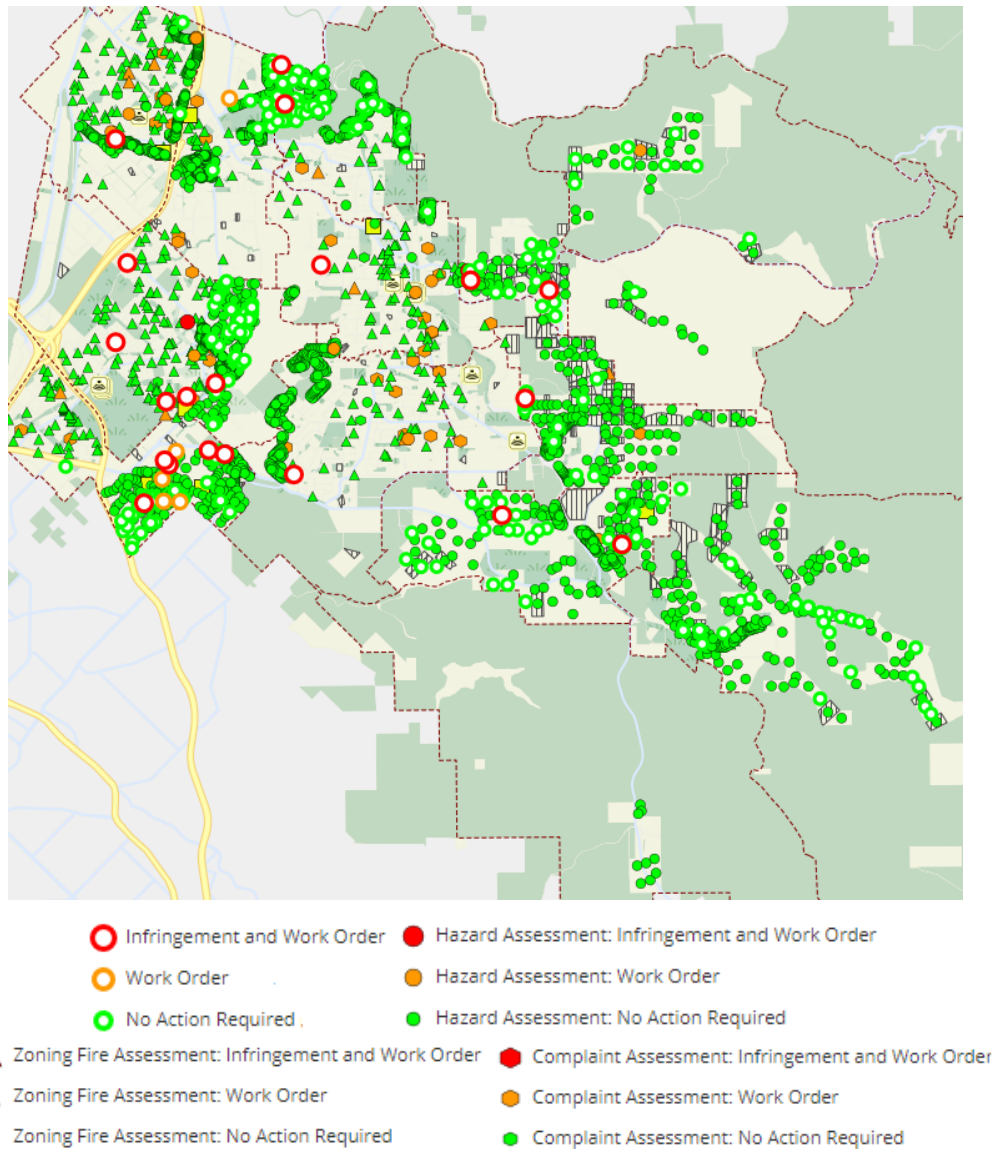 Infringement and Work Order
Hazard Assessment: Infringement and Work Order
Work Order
Hazard Assessment: Work Order
No Action Required
Hazard Assessment: No Action Required
Zoning Fire Assessment: Infringement and Work Order
Complaint Assessment: Infringement and Work Order
Zoning Fire Assessment: Work Order
Complaint Assessment: Work Order
Zoning Fire Assessment: No Action Required
Complaint Assessment: No Action Required